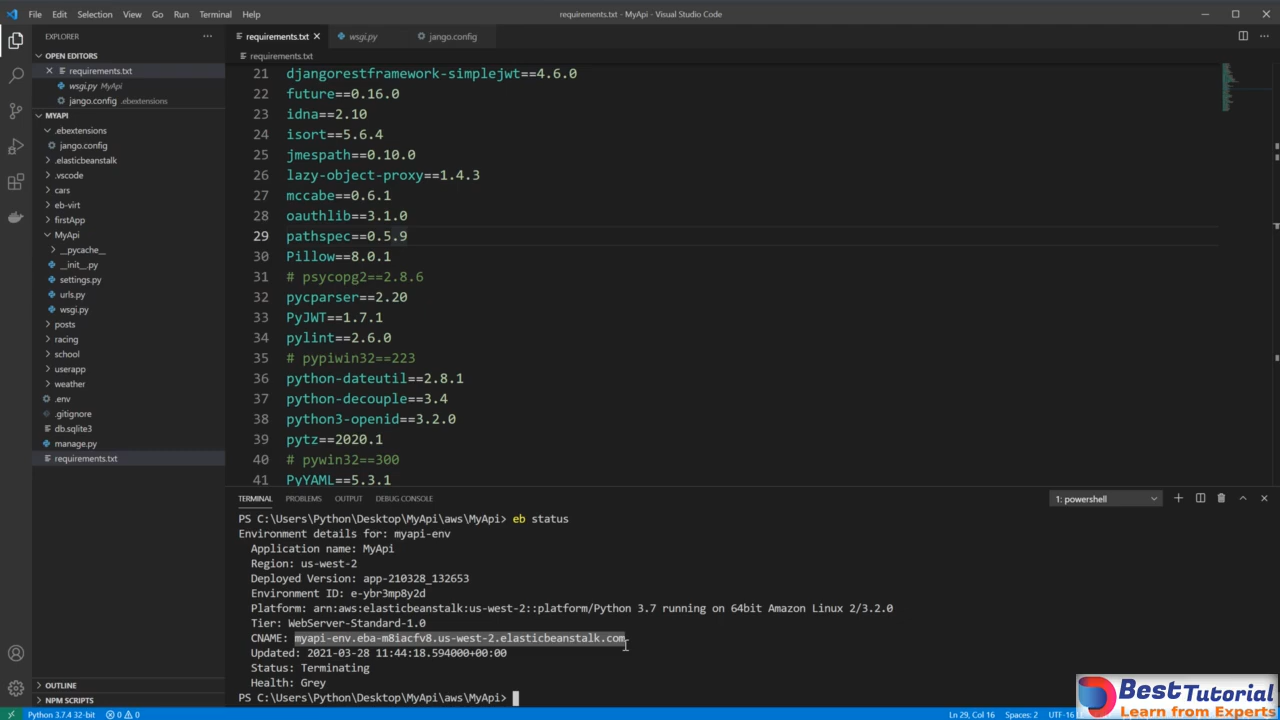 File Edit Selection View Go Run Terminal Help
requirements.txt - MyApi - Visual Studio Code
EXPLORER
OPEN EDITORS
requirements.txt
wsgi.py MyApi
jango.config .ebextensions
MYAPI
.ebextensions
jango.config
.elasticbeanstalk
.vscode
cars
eb-virt
firstApp
MyApi
__pycache__
__init__.py
settings.py
urls.py
wsgi.py
posts
racing
school
userapp
weather
.env
.gitignore
db.sqlite3
manage.py
requirements.txt
OUTLINE
NPM SCRIPTS
requirements.txt wsgi.py jango.config
requirements.txt
21 djangorestframework-simplejwt==4.6.0
22 future==0.16.0
23 idna==2.10
24 isort==5.6.4
25 jmespath==0.10.0
26 lazy-object-proxy==1.4.3
27 mccabe==0.6.1
28 oauthlib==3.1.0
29 pathspec==0.5.9
30 Pillow==8.0.1
31 # psycopg2==2.8.6
32 pycparser==2.20
33 PyJWT==1.7.1
34 pylint==2.6.0
35 # pypiwin32==223
36 python-dateutil==2.8.1
37 python-decouple==3.4
38 python3-openid==3.2.0
39 pytz==2020.1
40 # pywin32==300
41 PyYAML==5.3.1
TERMINAL PROBLEMS OUTPUT DEBUG CONSOLE
1: powershell
PS C:\Users\Python\Desktop\MyApi\aws\MyApi> eb status
Environment details for: myapi-env
Application name: MyApi
Region: us-west-2
Deployed Version: app-210328_132653
Environment ID: e-ybr3mp8y2d
Platform: arn:aws:elasticbeanstalk:us-west-2::platform/Python 3.7 running on 64bit Amazon Linux 2/3.2.0
Tier: WebServer-Standard-1.0
CNAME: myapi-env.eba-m8iacfv8.us-west-2.elasticbeanstalk.com
Updated: 2021-03-28 11:44:18.594000+00:00
Status: Terminating
Health: Grey
PS C:\Users\Python\Desktop\MyApi\aws\MyApi>
Python 3.7.4 32-bit 0 0
Ln 29, Col 16 Spaces: 2 UTF-16
BestTutorial
Learn from Experts